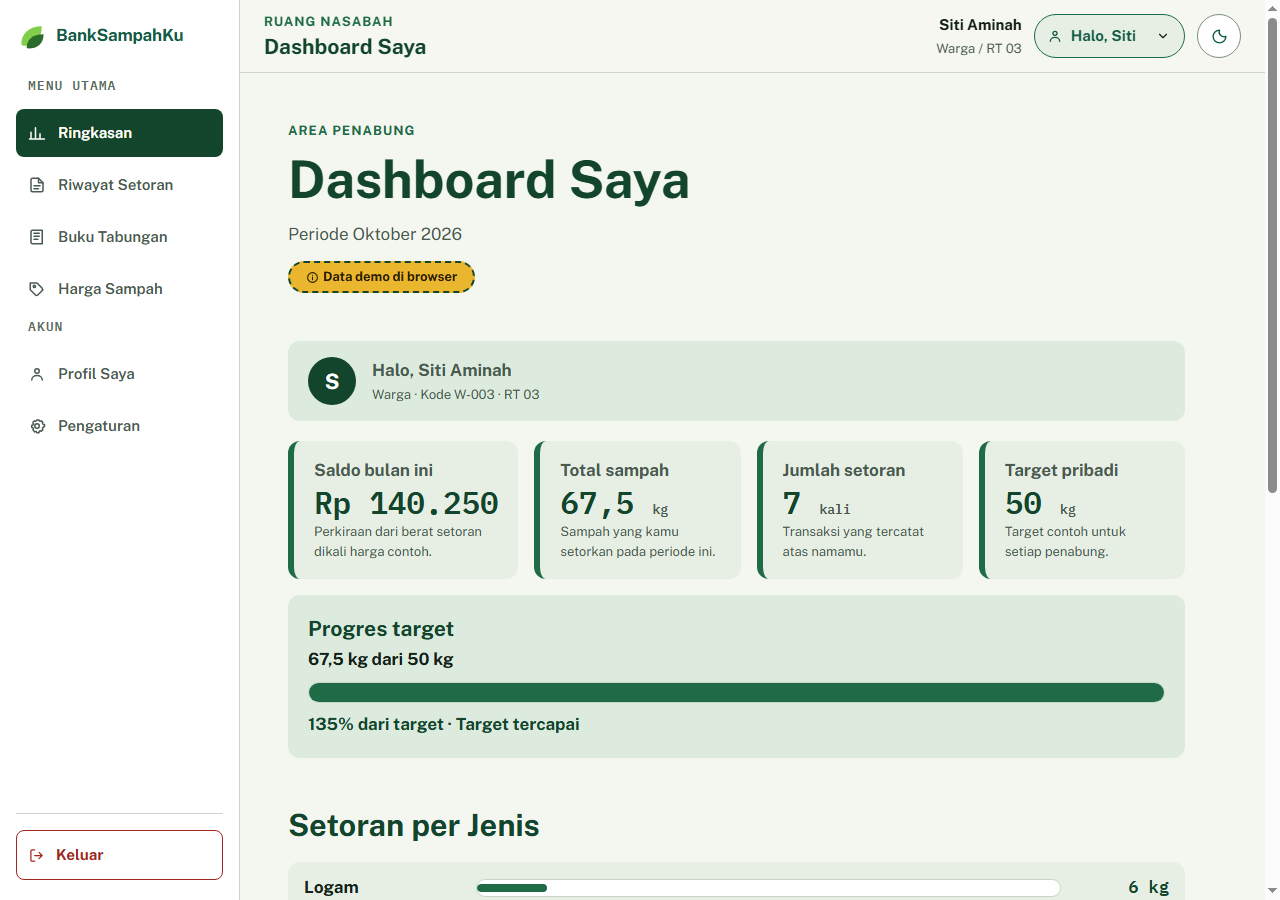 BankSampahKu
MENU UTAMA
Ringkasan
Riwayat Setoran
Buku Tabungan
Harga Sampah
AKUN
Profil Saya
Pengaturan
Keluar
RUANG NASABAH
Dashboard Saya
Siti Aminah
Warga / RT 03
Halo, Siti
AREA PENABUNG
Dashboard Saya
Periode Oktober 2026
Data demo di browser
S
Halo, Siti Aminah
Warga · Kode W-003 · RT 03
Saldo bulan ini
Rp 140.250
Perkiraan dari berat setoran
dikali harga contoh.
Total sampah
67,5 kg
Sampah yang kamu
setorkan pada periode ini.
Jumlah setoran
7 kali
Transaksi yang tercatat
atas namamu.
Target pribadi
50 kg
Target contoh untuk
setiap penabung.
Progres target
67,5 kg dari 50 kg
135% dari target · Target tercapai
Setoran per Jenis
Logam 6 kg